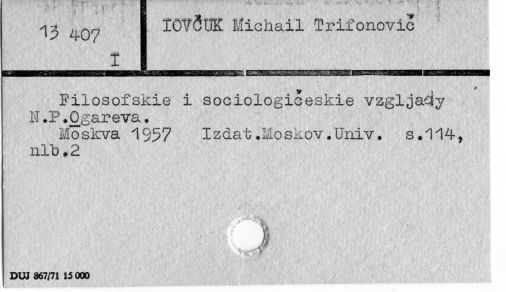 13 407
I
IOVČUK Michail Trifonovič
Filosofskie i sociologičeskie vzgljady
N.P.Ogareva.
Moskva 1957 Izdat.Moskov.Univ. s.114,
nlb.2
DUJ 867/71 15 000